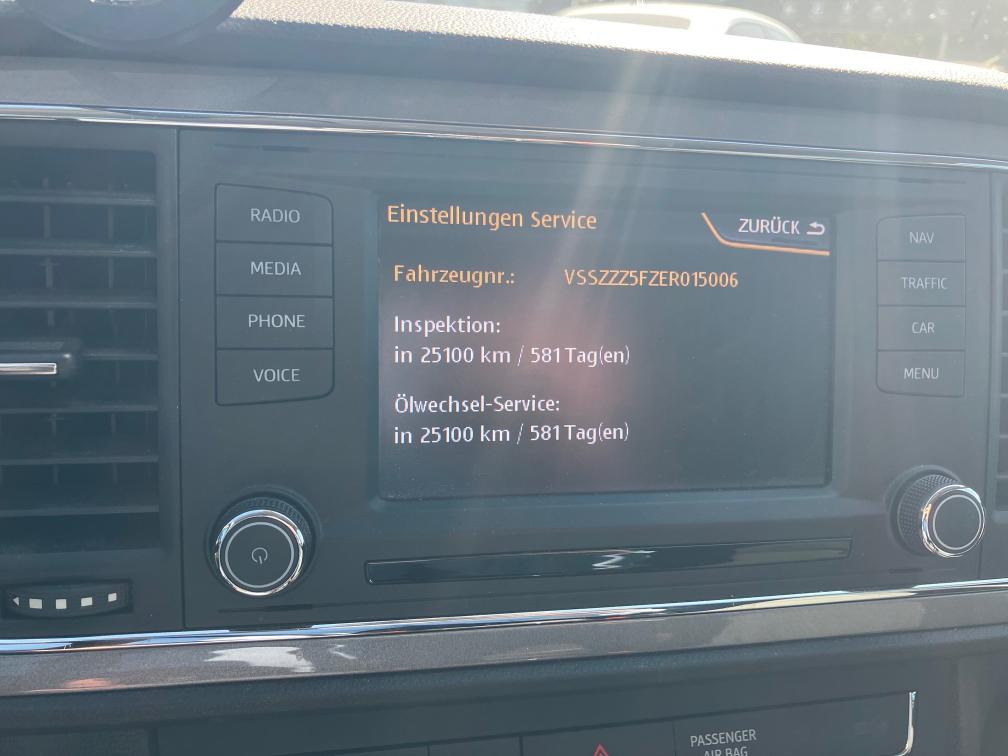 RADIO
MEDIA
PHONE
VOICE
Einstellungen Service
ZURÜCK
Fahrzeugnr.: VSSZZZ5FZER015006
Inspektion:
in 25100 km / 581 Tag(en)
Ölwechsel-Service:
in 25100 km / 581 Tag(en)
NAV
TRAFFIC
CAR
MENU
PASSENGER
AIR BAG